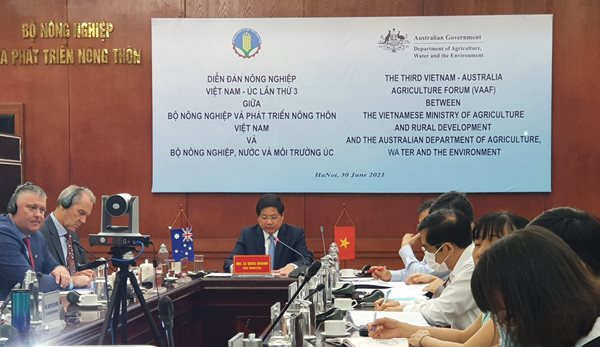 BỘ NÔNG NGHIỆP
VÀ PHÁT TRIỂN NÔNG THÔN
Australian Government
Department of Agriculture,
Water and the Environment
DIỄN ĐÀN NÔNG NGHIỆP
VIỆT NAM - ÚC LẦN THỨ 3
GIỮA
BỘ NÔNG NGHIỆP VÀ PHÁT TRIỂN NÔNG THÔN
VIỆT NAM
VÀ
BỘ NÔNG NGHIỆP, NƯỚC VÀ MÔI TRƯỜNG ÚC
THE THIRD VIETNAM - AUSTRALIA
AGRICULTURE FORUM (VAAF)
BETWEEN
THE VIETNAMESE MINISTRY OF AGRICULTURE
AND RURAL DEVELOPMENT
AND THE AUSTRALIAN DEPARTMENT OF AGRICULTURE,
WATER AND THE ENVIRONMENT
HaNoi, 30 June 2021
MR. LE QUOC DOANH
VICE MINISTER